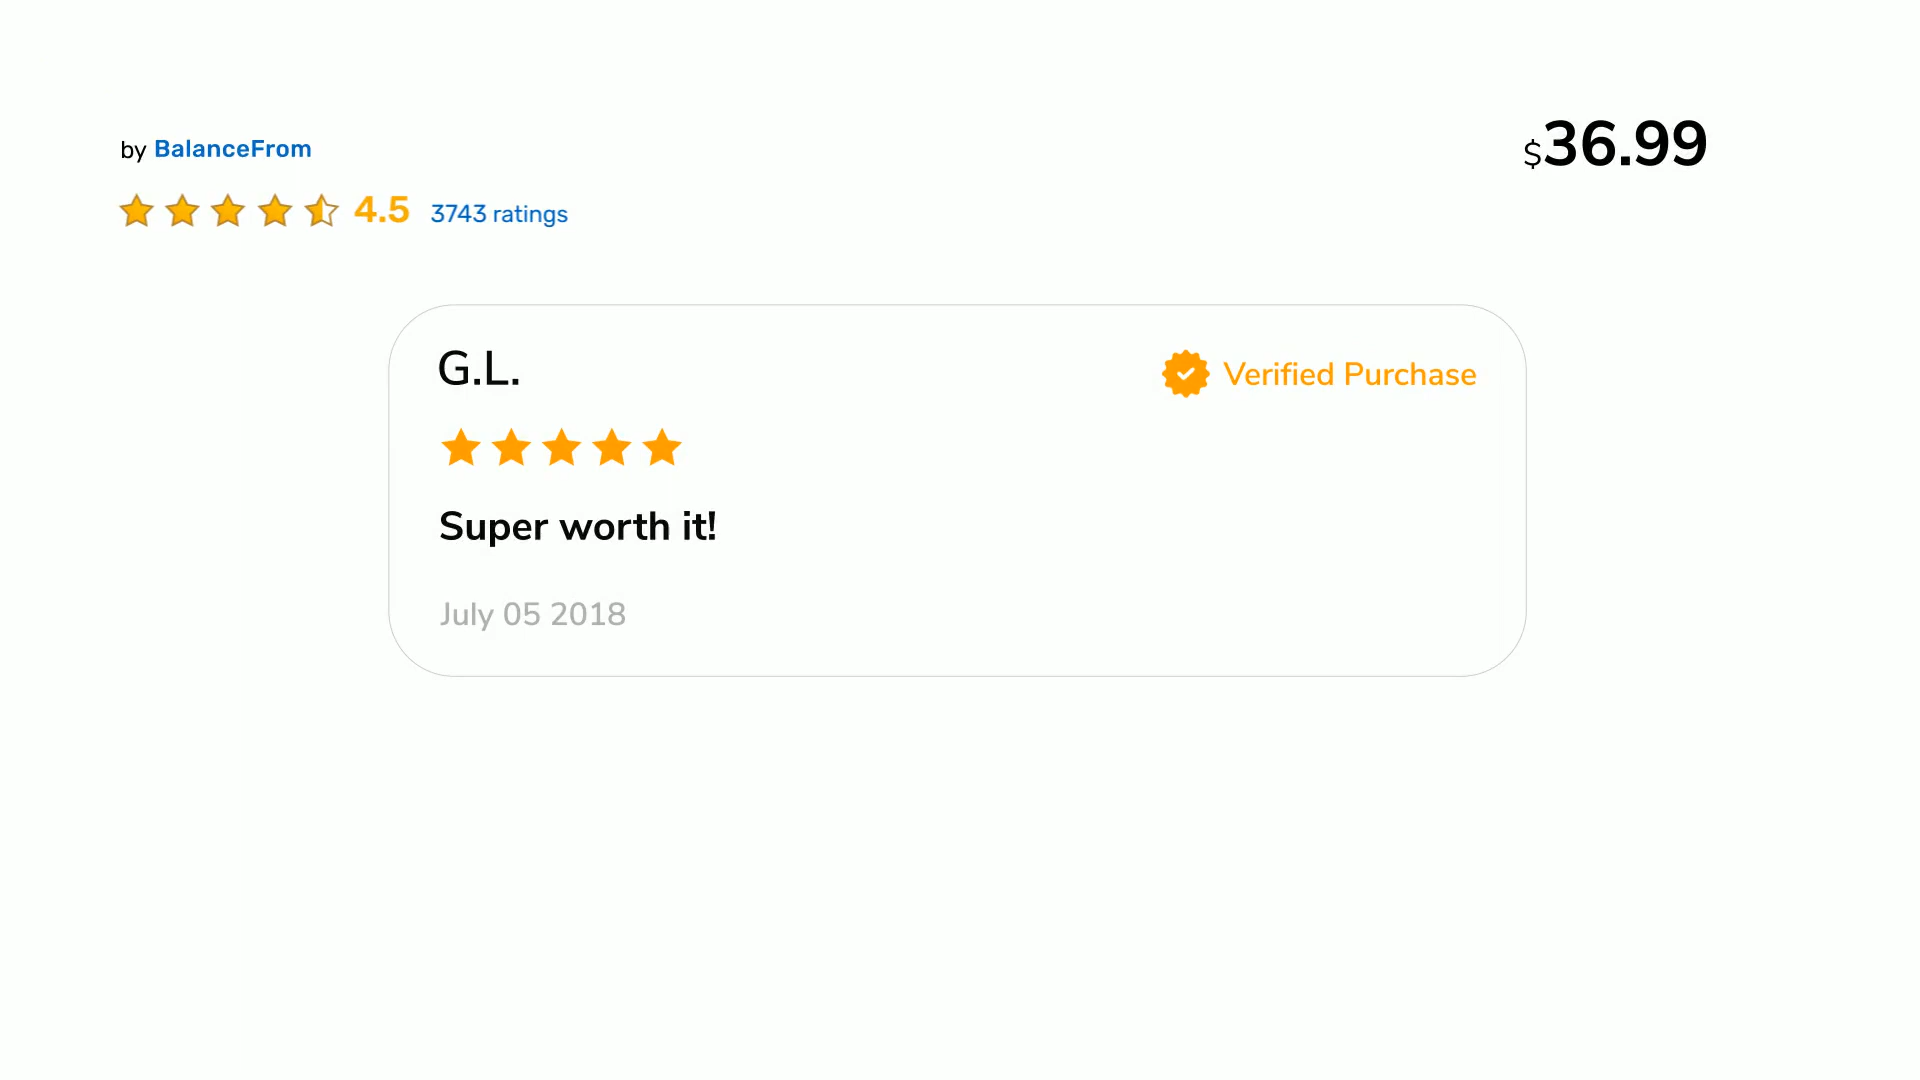 by BalanceFrom
$36.99
4.5 3743 ratings
G.L.
Verified Purchase
Super worth it!
July 05 2018